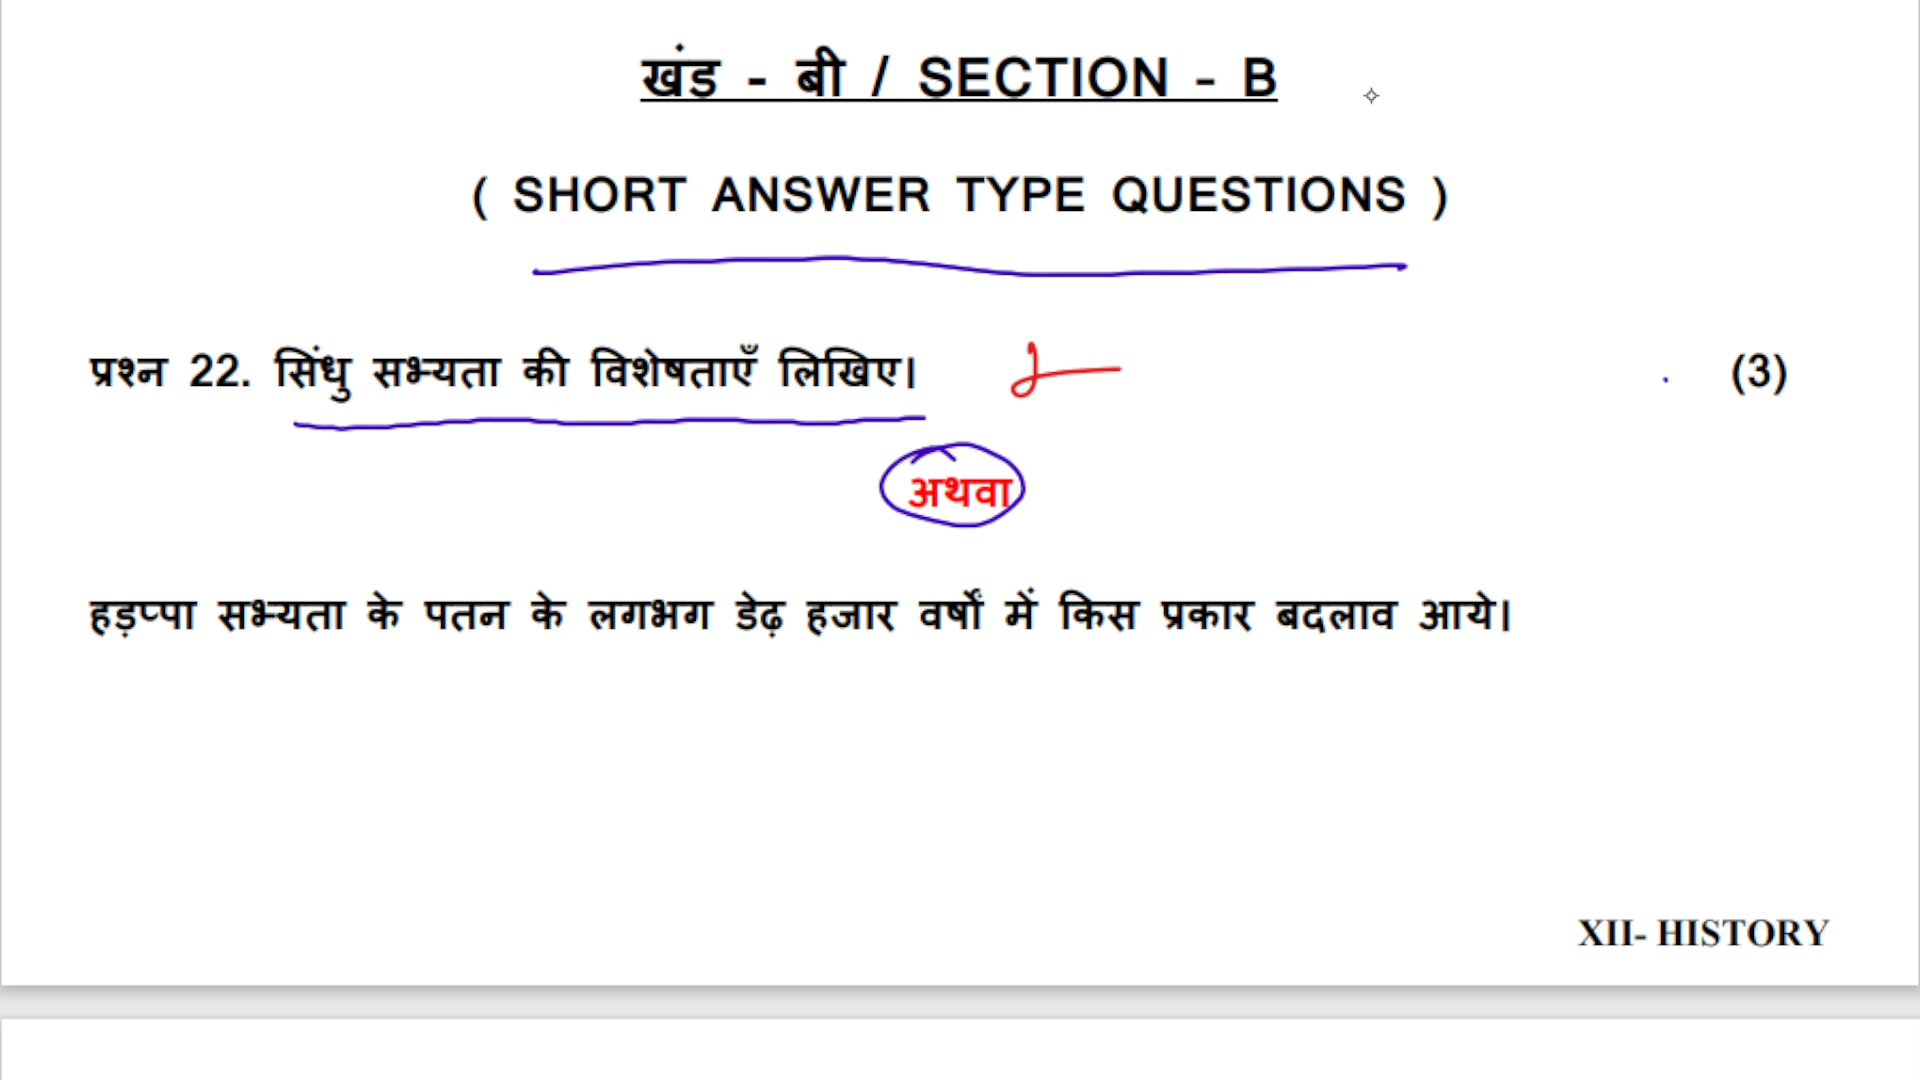 खंड - बी / SECTION - B
( SHORT ANSWER TYPE QUESTIONS )
प्रश्न 22. सिंधु सभ्यता की विशेषताएँ लिखिए। (3)
अथवा
हड़प्पा सभ्यता के पतन के लगभग डेढ़ हजार वर्षों में किस प्रकार बदलाव आये।
XII- HISTORY